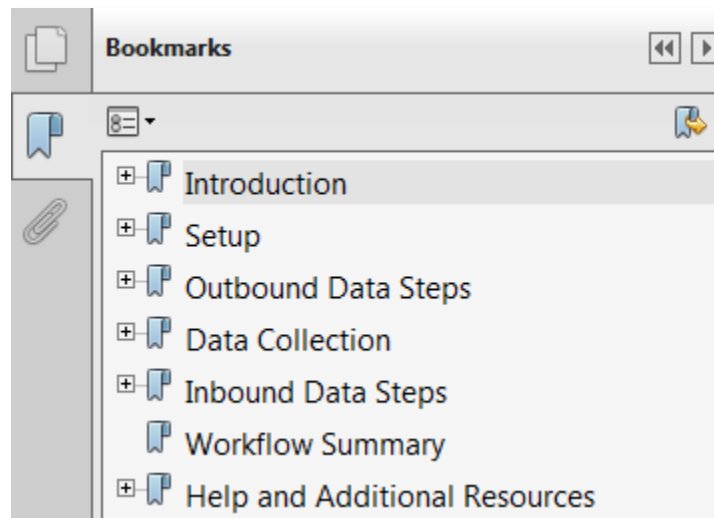 Bookmarks
Introduction
Setup
Outbound Data Steps
Data Collection
Inbound Data Steps
Workflow Summary
Help and Additional Resources